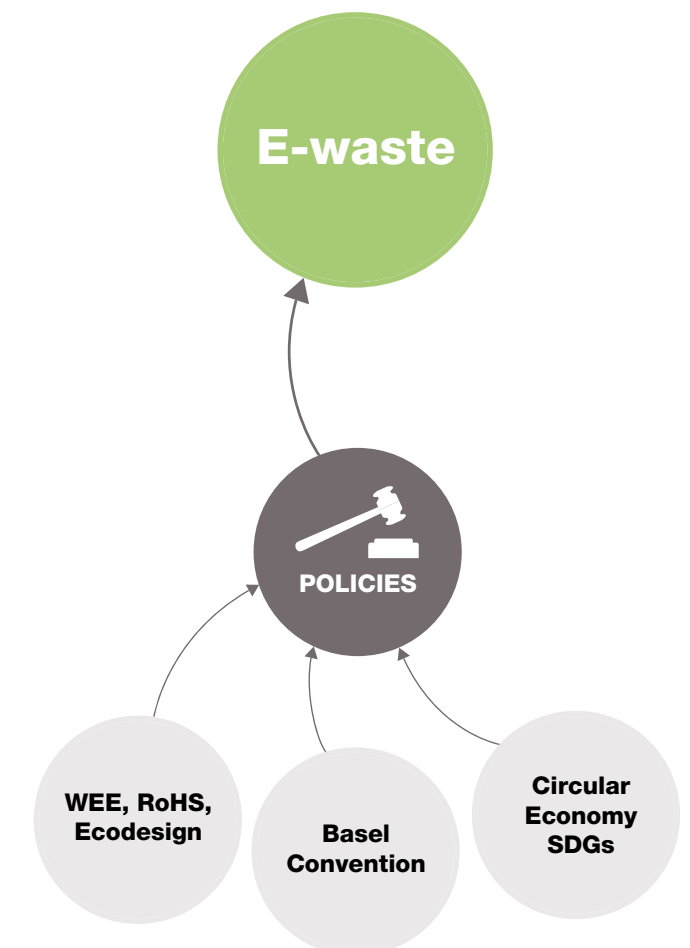 E-waste
POLICIES
WEE, RoHS,
Ecodesign
Basel
Convention
Circular
Economy
SDGs